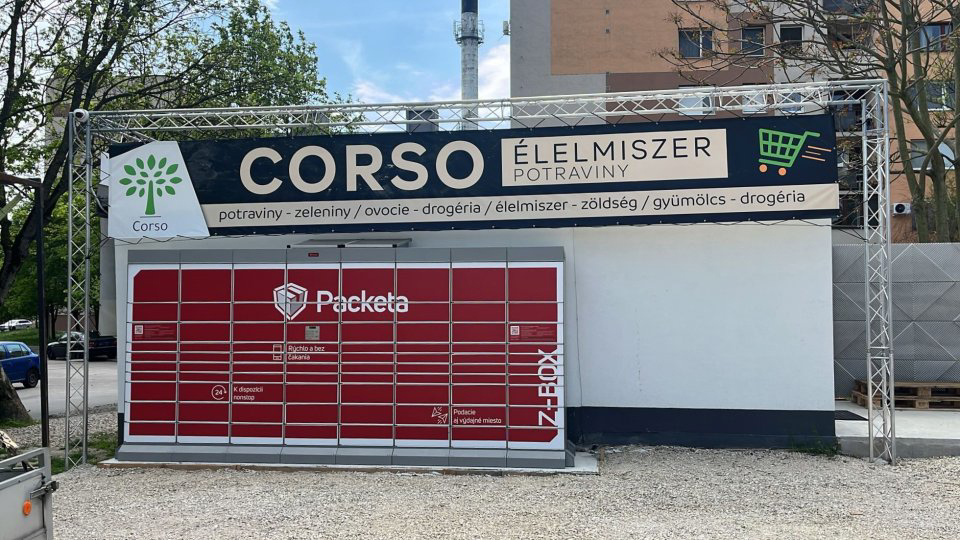 CORSO
ÉLELMISZER
POTRAVINY
Corso
potraviny - zeleniny / ovocie - drogéria / élelmiszer - zöldség / gyümölcs - drogéria
Packeta
Rýchlo a bez
čakania
24
K dispozícii
nonstop
Podacie
aj výdajné miesto
Z-BOX